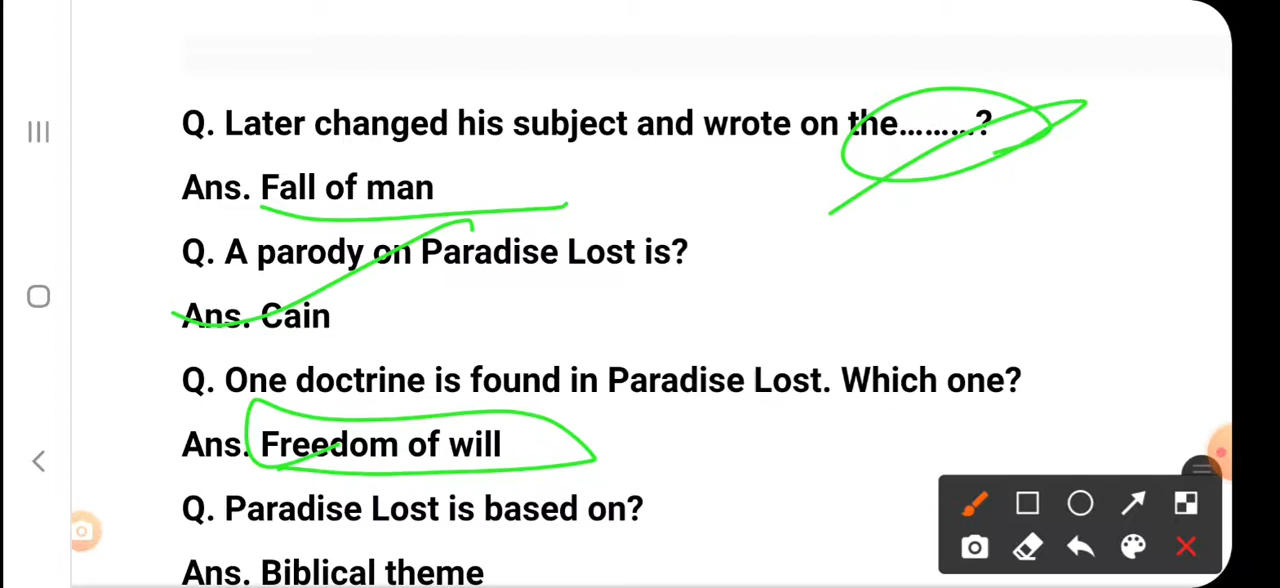 Q. Later changed his subject and wrote on the.........?
Ans. Fall of man
Q. A parody on Paradise Lost is?
Ans. Cain
Q. One doctrine is found in Paradise Lost. Which one?
Ans. Freedom of will
Q. Paradise Lost is based on?
Ans. Biblical theme